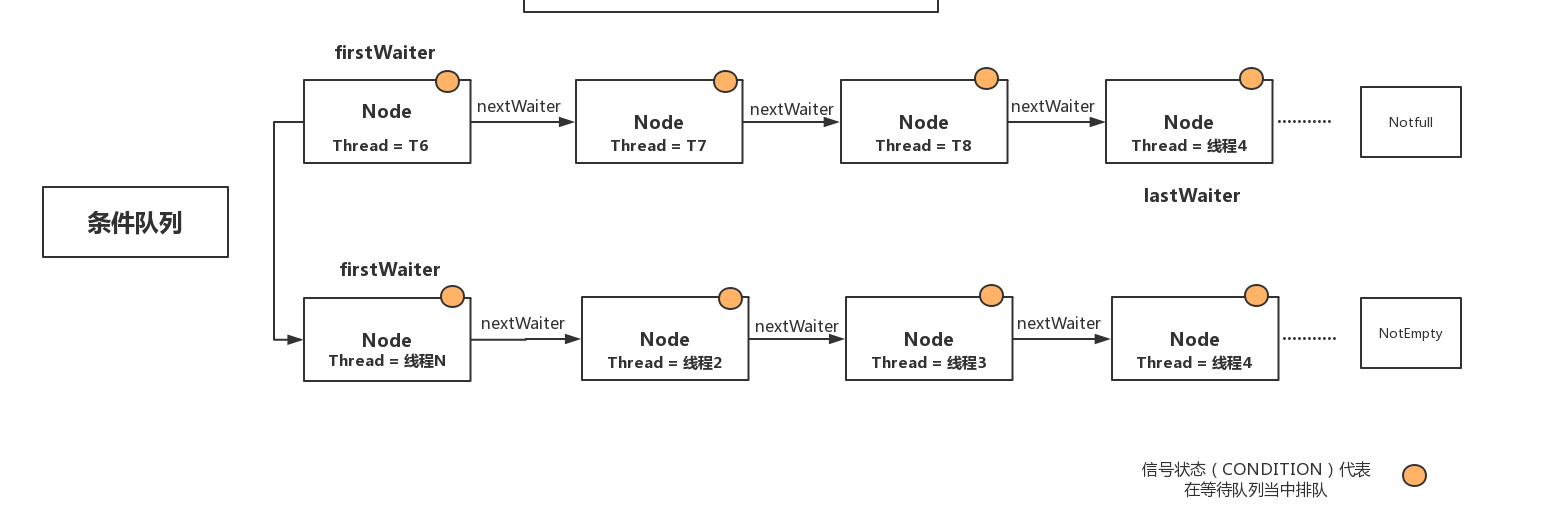 firstWaiter
Node
Thread = T6
nextWaiter
Node
Thread = T7
nextWaiter
Node
Thread = T8
nextWaiter
Node
Thread = 线程4
Notfull
lastWaiter
条件队列
firstWaiter
Node
Thread = 线程N
nextWaiter
Node
Thread = 线程2
nextWaiter
Node
Thread = 线程3
nextWaiter
Node
Thread = 线程4
NotEmpty
信号状态（CONDITION）代表
在等待队列当中排队